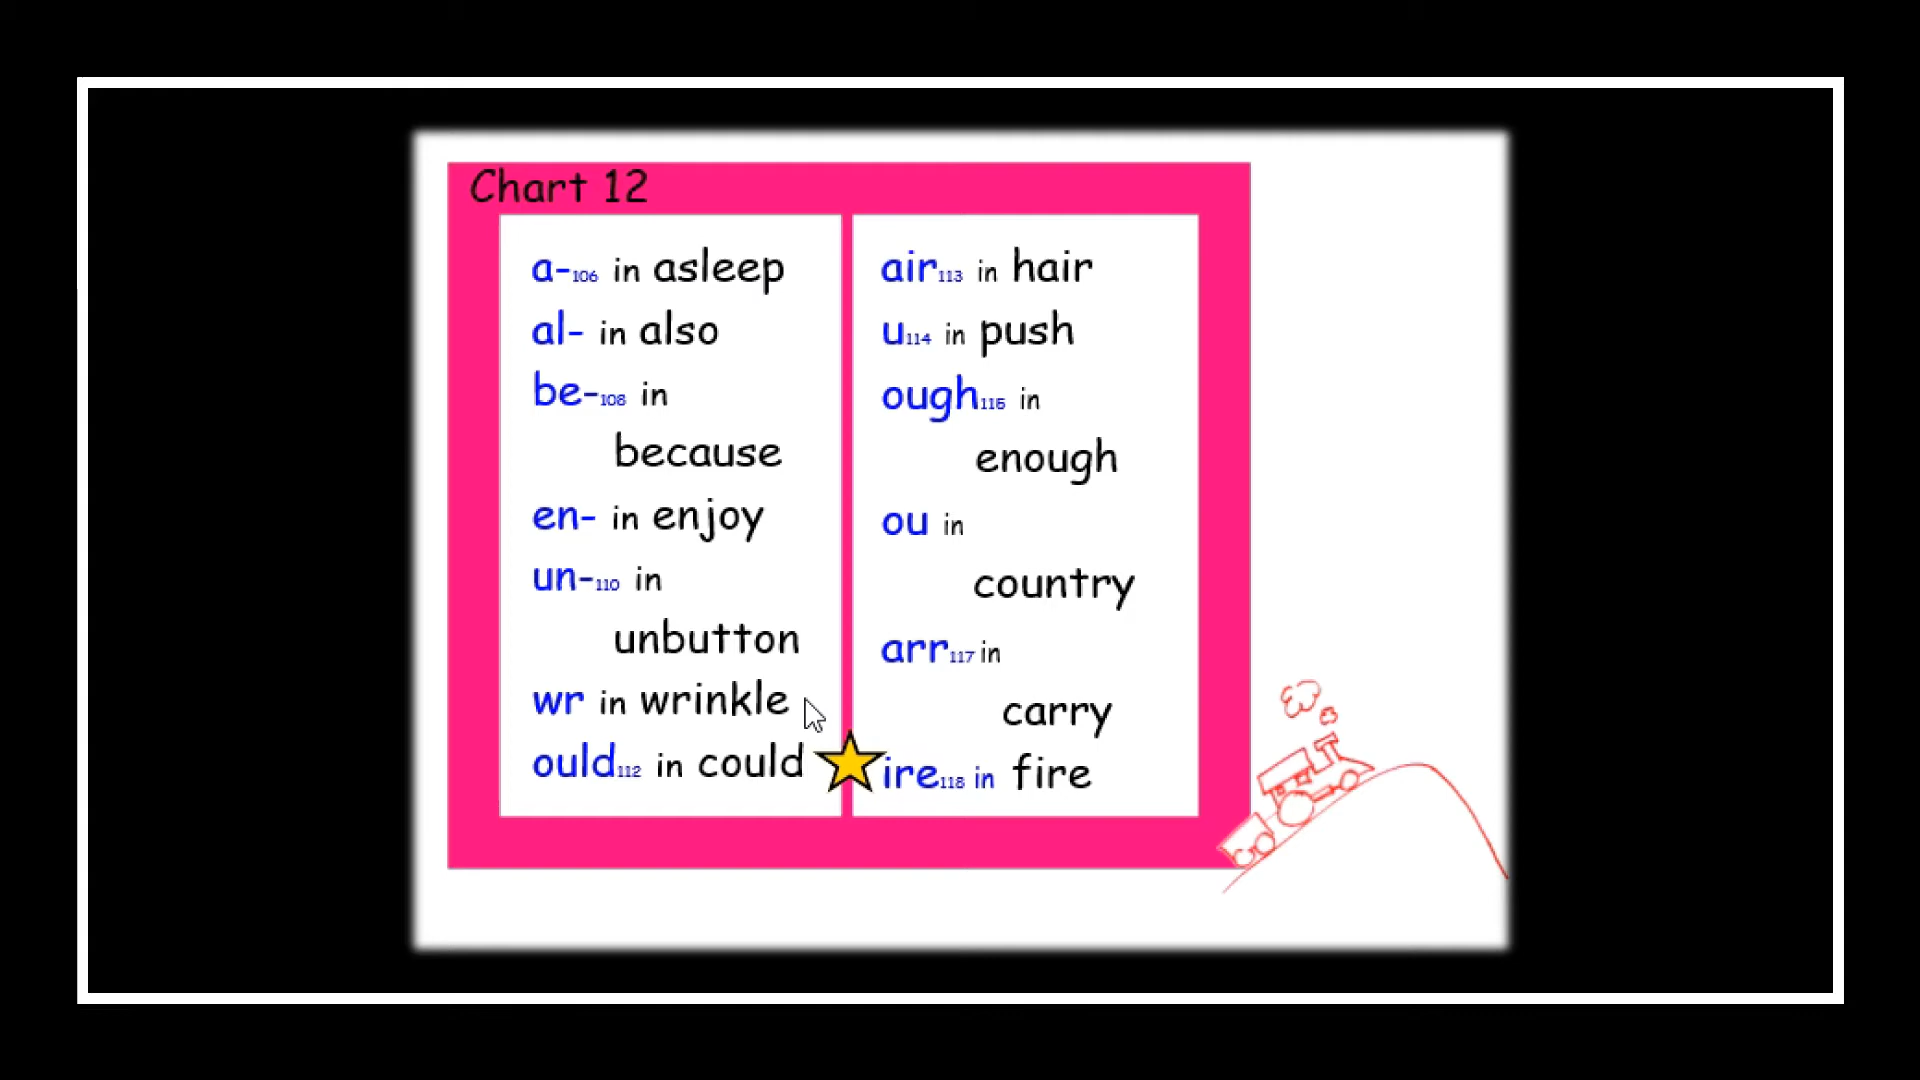 Chart 12
a-106 in asleep
al- in also
be-108 in
because
en- in enjoy
un-110 in
unbutton
wr in wrinkle
ould112 in could
air113 in hair
u114 in push
ough115 in
enough
ou in
country
arr117 in
carry
ire118 in fire